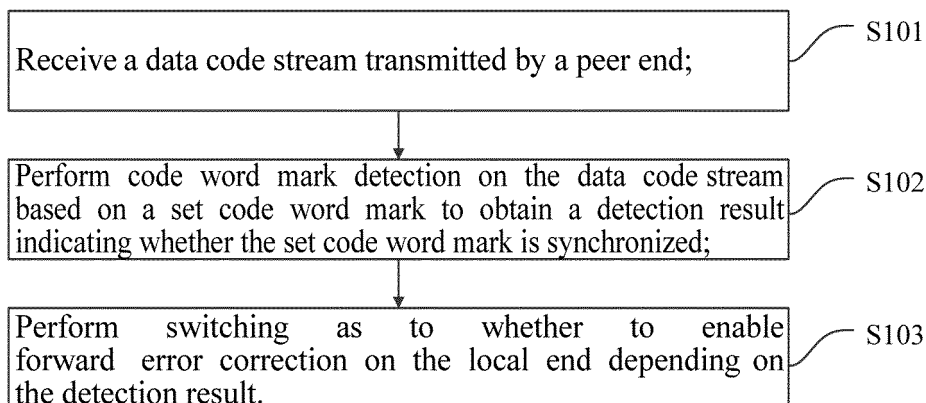 Receive a data code stream transmitted by a peer end;
S101
Perform code word mark detection on the data code stream
based on a set code word mark to obtain a detection result
indicating whether the set code word mark is synchronized;
S102
Perform switching as to whether to enable
forward error correction on the local end depending on
the detection result.
S103